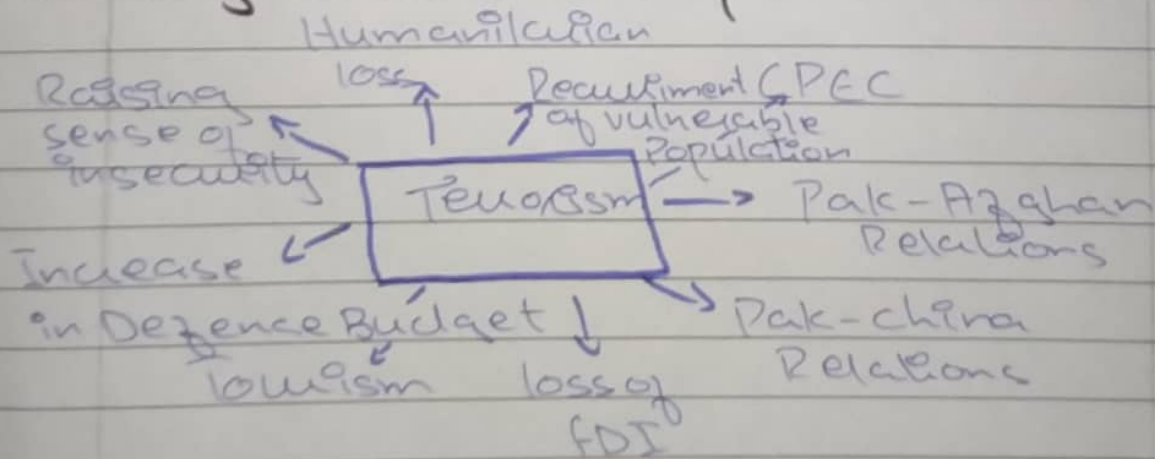 Humanilation
loss
Raising
sense of
insecurity
Recruitment
of vulnerable
Population
CPEC
Terrorism
Pak-Afghan
Relations
Increase
in Defence Budget
Pak-china
Relations
Tourism
loss of
FDI